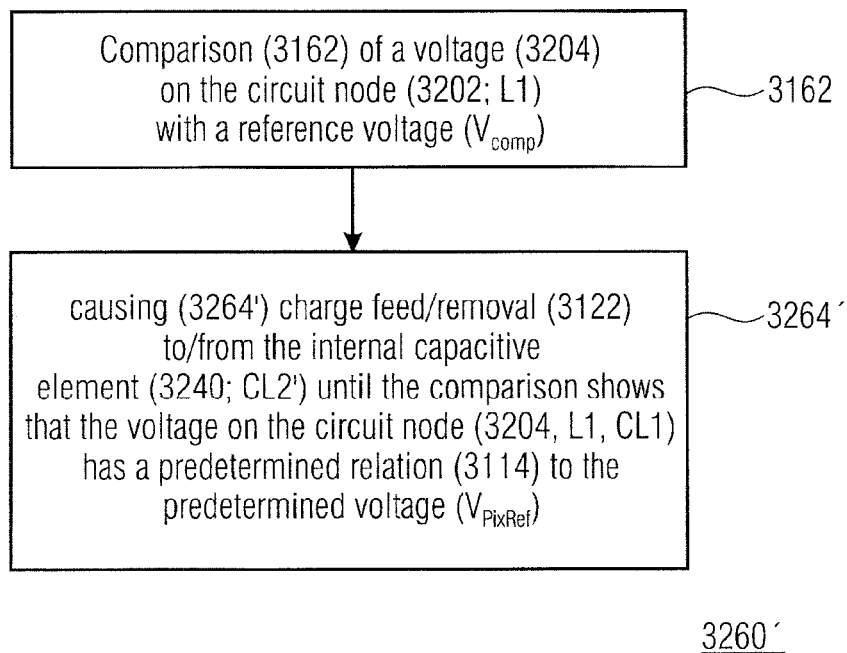 Comparison (3162) of a voltage (3204)
on the circuit node (3202; L1)
with a reference voltage (Vcomp)
3162
causing (3264') charge feed/removal (3122)
to/from the internal capacitive
element (3240; CL2') until the comparison shows
that the voltage on the circuit node (3204, L1, CL1)
has a predetermined relation (3114) to the
predetermined voltage (VPixRef)
3264´
3260´